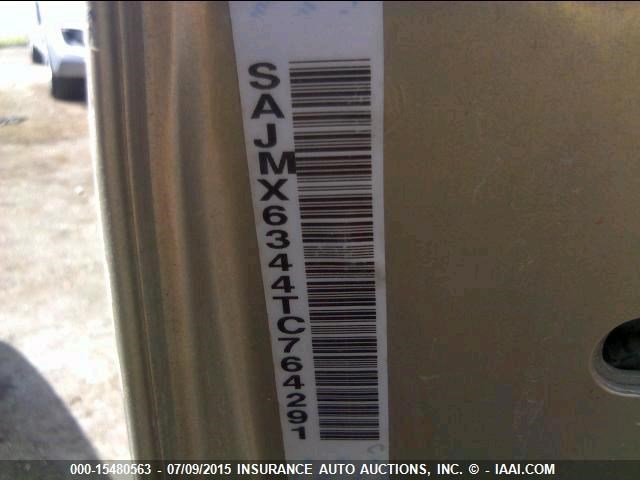 SAJMX6344TC764291
000-15480563 - 07/09/2015 INSURANCE AUTO AUCTIONS, INC. - IAAI.COM